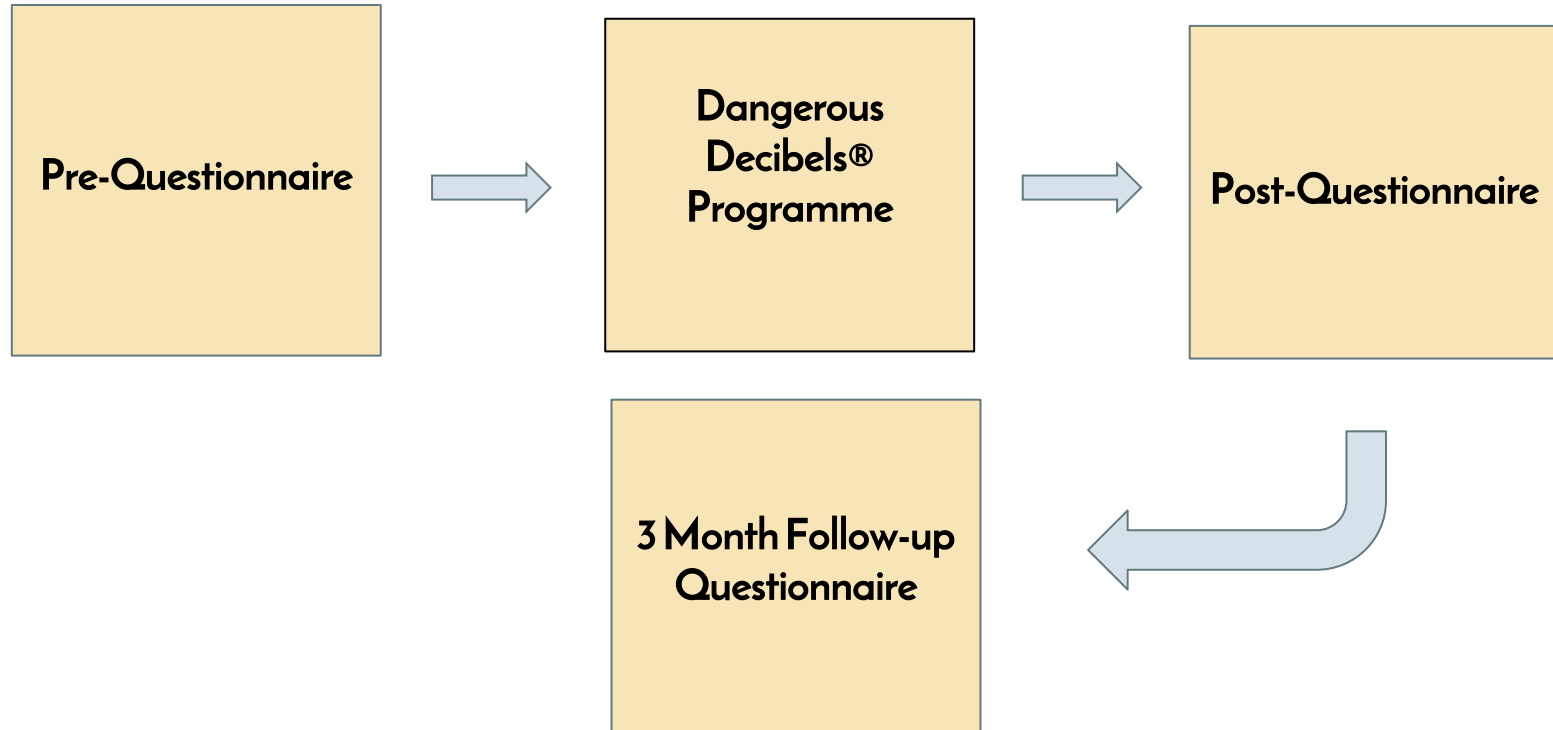 Pre-Questionnaire
Dangerous
Decibels®
Programme
Post-Questionnaire
3 Month Follow-up
Questionnaire